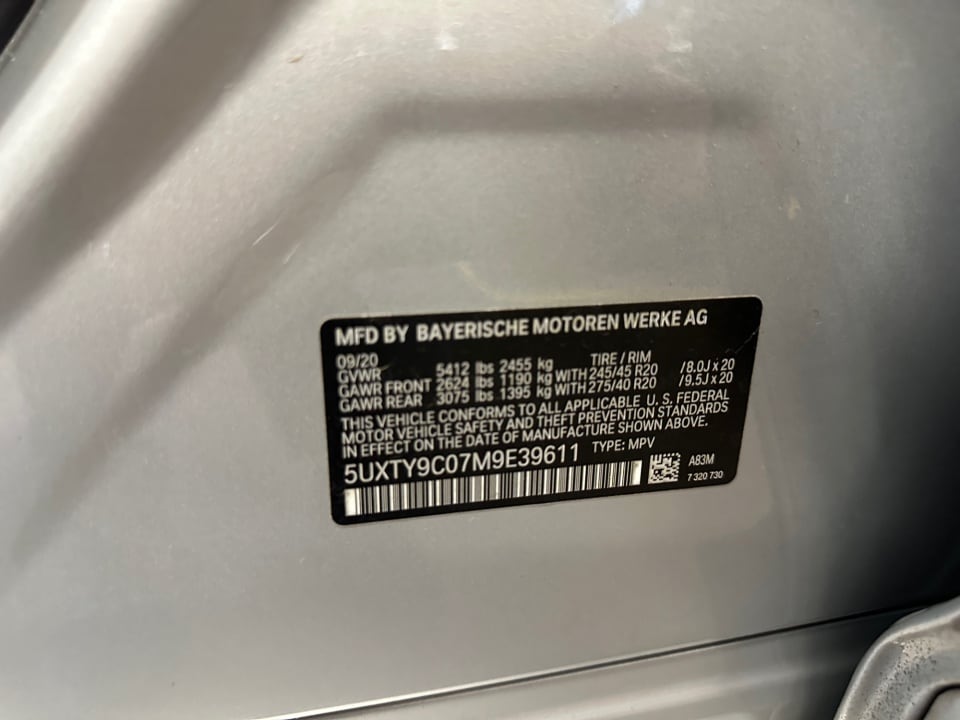 MFD BY BAYERISCHE MOTOREN WERKE AG
09/20 TIRE / RIM
GVWR 5412 lbs 2455 kg
GAWR FRONT 2624 lbs 1190 kg WITH 245/45 R20 /8.0J x 20
GAWR REAR 3075 lbs 1395 kg WITH 275/40 R20 /9.5J x 20
THIS VEHICLE CONFORMS TO ALL APPLICABLE U. S. FEDERAL
MOTOR VEHICLE SAFETY AND THEFT PREVENTION STANDARDS
IN EFFECT ON THE DATE OF MANUFACTURE SHOWN ABOVE.
5UXTY9C07M9E39611 TYPE: MPV
A83M
7 320 730